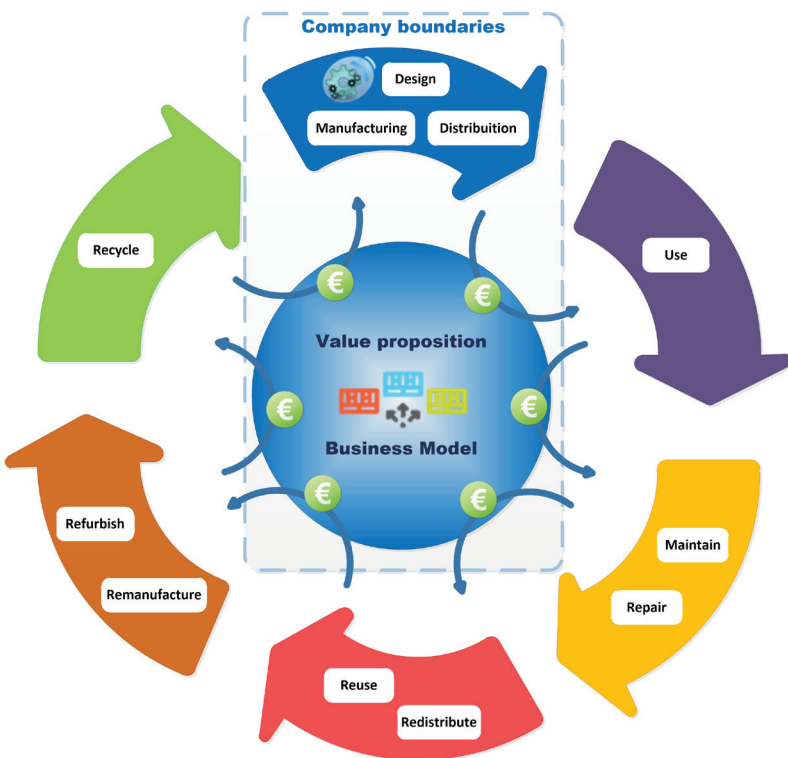 Company boundaries
Design
Manufacturing
Distribuition
Use
Maintain
Repair
Reuse
Redistribute
Remanufacture
Refurbish
Recycle
€
€
Value proposition
€
€
Business Model
€
€